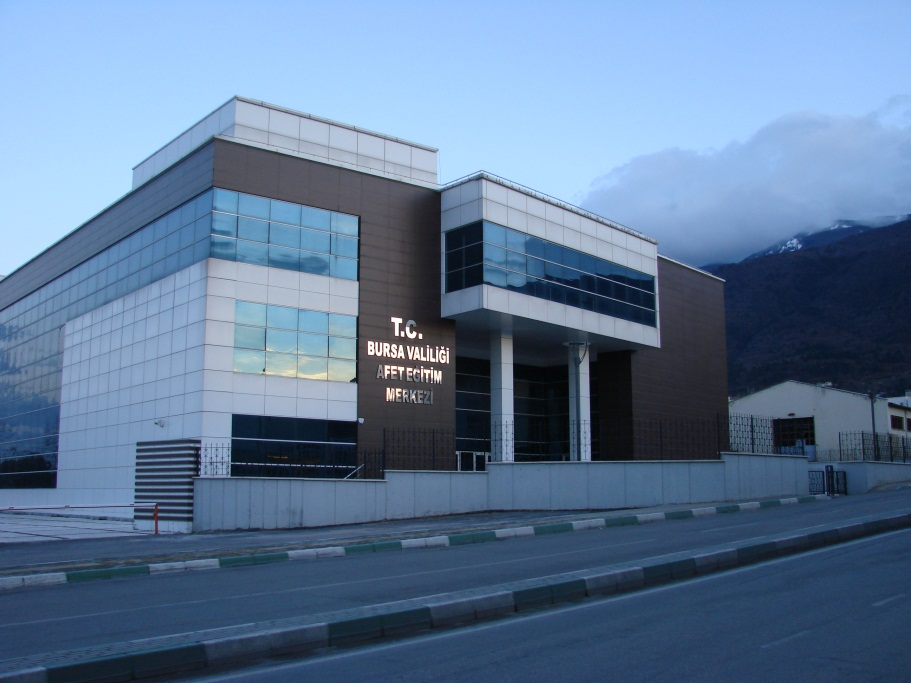 T.C.
BURSA VALİLİĞİ
AFET EĞİTİM
MERKEZİ